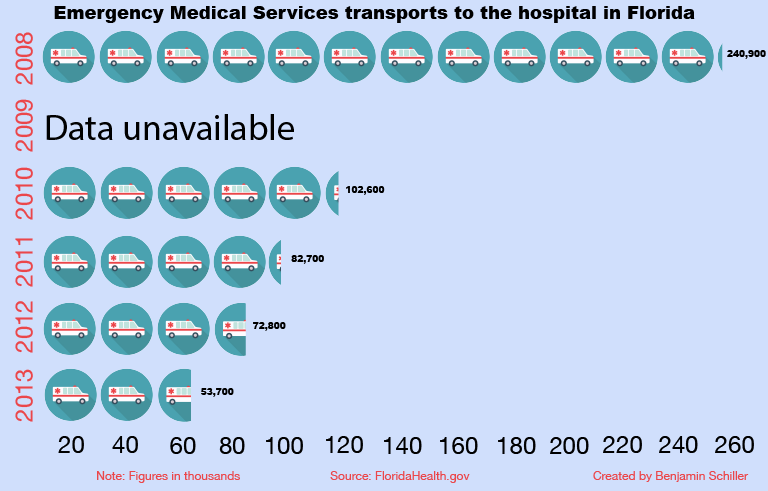 Emergency Medical Services transports to the hospital in Florida
2008
240,900
2009
Data unavailable
2010
102,600
2011
82,700
2012
72,800
2013
53,700
20 40 60 80 100 120 140 160 180 200 220 240 260
Note: Figures in thousands Source: FloridaHealth.gov Created by Benjamin Schiller